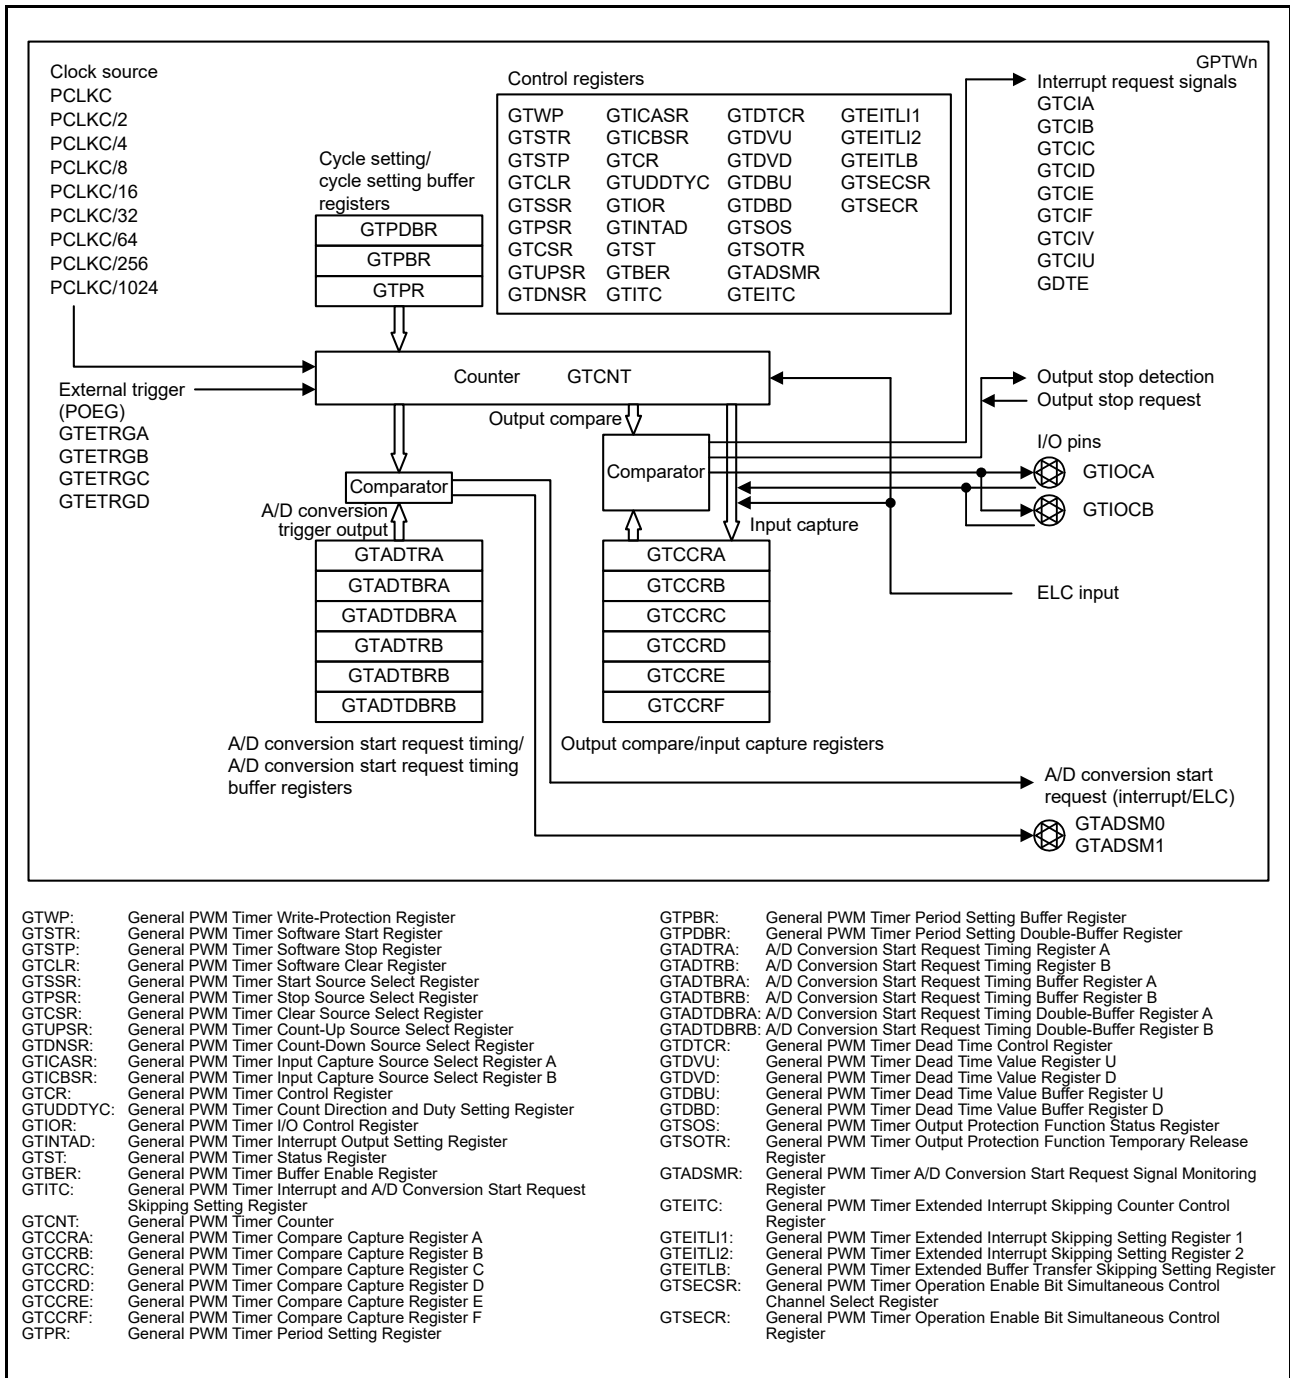 GPTWn
Clock source
PCLKC
PCLKC/2
PCLKC/4
PCLKC/8
PCLKC/16
PCLKC/32
PCLKC/64
PCLKC/256
PCLKC/1024
External trigger
(POEG)
GTETRGA
GTETRGB
GTETRGC
GTETRGD
Cycle setting/
cycle setting buffer
registers
GTPDBR
GTPBR
GTPR
Control registers
GTWP GTICASR GTDTCR GTEITLI1
GTSTR GTICBSR GTDVU GTEITLI2
GTSTP GTCR GTDVD GTEITLB
GTCLR GTUDDTYC GTDBU GTSECSR
GTSSR GTIOR GTDBD GTSECR
GTPSR GTINTAD GTSOS
GTCSR GTST GTSOTR
GTUPSR GTBER GTADSMR
GTDNSR GTITC GTEITC
Interrupt request signals
GTCIA
GTCIB
GTCIC
GTCID
GTCIE
GTCIF
GTCIV
GTCIU
GDTE
Counter GTCNT
Output compare
Comparator
Comparator
A/D conversion
trigger output
Input capture
Output stop detection
Output stop request
I/O pins
GTIOCA
GTIOCB
ELC input
GTADTRA
GTADTBRA
GTADTDBRA
GTADTRB
GTADTBRB
GTADTDBRB
GTCCRA
GTCCRB
GTCCRC
GTCCRD
GTCCRE
GTCCRF
A/D conversion start request timing/
A/D conversion start request timing
buffer registers
Output compare/input capture registers
A/D conversion start
request (interrupt/ELC)
GTADSM0
GTADSM1
GTWP: General PWM Timer Write-Protection Register
GTSTR: General PWM Timer Software Start Register
GTSTP: General PWM Timer Software Stop Register
GTCLR: General PWM Timer Software Clear Register
GTSSR: General PWM Timer Start Source Select Register
GTPSR: General PWM Timer Stop Source Select Register
GTCSR: General PWM Timer Clear Source Select Register
GTUPSR: General PWM Timer Count-Up Source Select Register
GTDNSR: General PWM Timer Count-Down Source Select Register
GTICASR: General PWM Timer Input Capture Source Select Register A
GTICBSR: General PWM Timer Input Capture Source Select Register B
GTCR: General PWM Timer Control Register
GTUDDTYC: General PWM Timer Count Direction and Duty Setting Register
GTIOR: General PWM Timer I/O Control Register
GTINTAD: General PWM Timer Interrupt Output Setting Register
GTST: General PWM Timer Status Register
GTBER: General PWM Timer Buffer Enable Register
GTITC: General PWM Timer Interrupt and A/D Conversion Start Request
Skipping Setting Register
GTCNT: General PWM Timer Counter
GTCCRA: General PWM Timer Compare Capture Register A
GTCCRB: General PWM Timer Compare Capture Register B
GTCCRC: General PWM Timer Compare Capture Register C
GTCCRD: General PWM Timer Compare Capture Register D
GTCCRE: General PWM Timer Compare Capture Register E
GTCCRF: General PWM Timer Compare Capture Register F
GTPR: General PWM Timer Period Setting Register
GTPBR: General PWM Timer Period Setting Buffer Register
GTPDBR: General PWM Timer Period Setting Double-Buffer Register
GTADTRA: A/D Conversion Start Request Timing Register A
GTADTRB: A/D Conversion Start Request Timing Register B
GTADTBRA: A/D Conversion Start Request Timing Buffer Register A
GTADTBRB: A/D Conversion Start Request Timing Buffer Register B
GTADTDBRA: A/D Conversion Start Request Timing Double-Buffer Register A
GTADTDBRB: A/D Conversion Start Request Timing Double-Buffer Register B
GTDTCR: General PWM Timer Dead Time Control Register
GTDVU: General PWM Timer Dead Time Value Register U
GTDVD: General PWM Timer Dead Time Value Register D
GTDBU: General PWM Timer Dead Time Value Buffer Register U
GTDBD: General PWM Timer Dead Time Value Buffer Register D
GTSOS: General PWM Timer Output Protection Function Status Register
GTSOTR: General PWM Timer Output Protection Function Temporary Release
Register
GTADSMR: General PWM Timer A/D Conversion Start Request Signal Monitoring
Register
GTEITC: General PWM Timer Extended Interrupt Skipping Counter Control
Register
GTEITLI1: General PWM Timer Extended Interrupt Skipping Setting Register 1
GTEITLI2: General PWM Timer Extended Interrupt Skipping Setting Register 2
GTEITLB: General PWM Timer Extended Buffer Transfer Skipping Setting Register
GTSECSR: General PWM Timer Operation Enable Bit Simultaneous Control
Channel Select Register
GTSECR: General PWM Timer Operation Enable Bit Simultaneous Control
Register